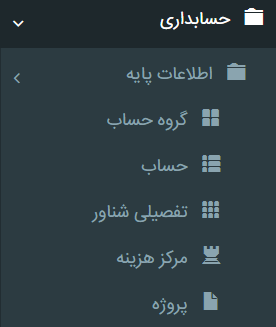 حسابداری
اطلاعات پایه
گروه حساب
حساب
تفصیلی شناور
مرکز هزینه
پروژه